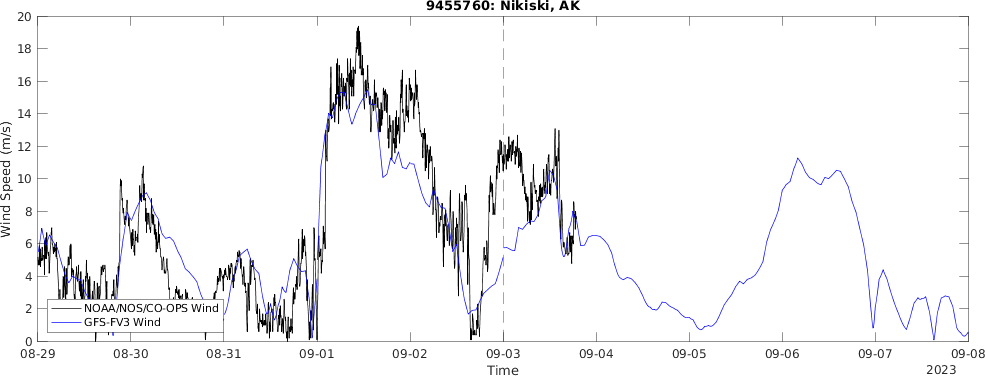 9455760: Nikiski, AK
20
18
16
14
12
10
8
6
4
2
0
Wind Speed (m/s)
NOAA/NOS/CO-OPS Wind
GFS-FV3 Wind
08-29 08-30 08-31 09-01 09-02 09-03 09-04 09-05 09-06 09-07 09-08
Time
2023